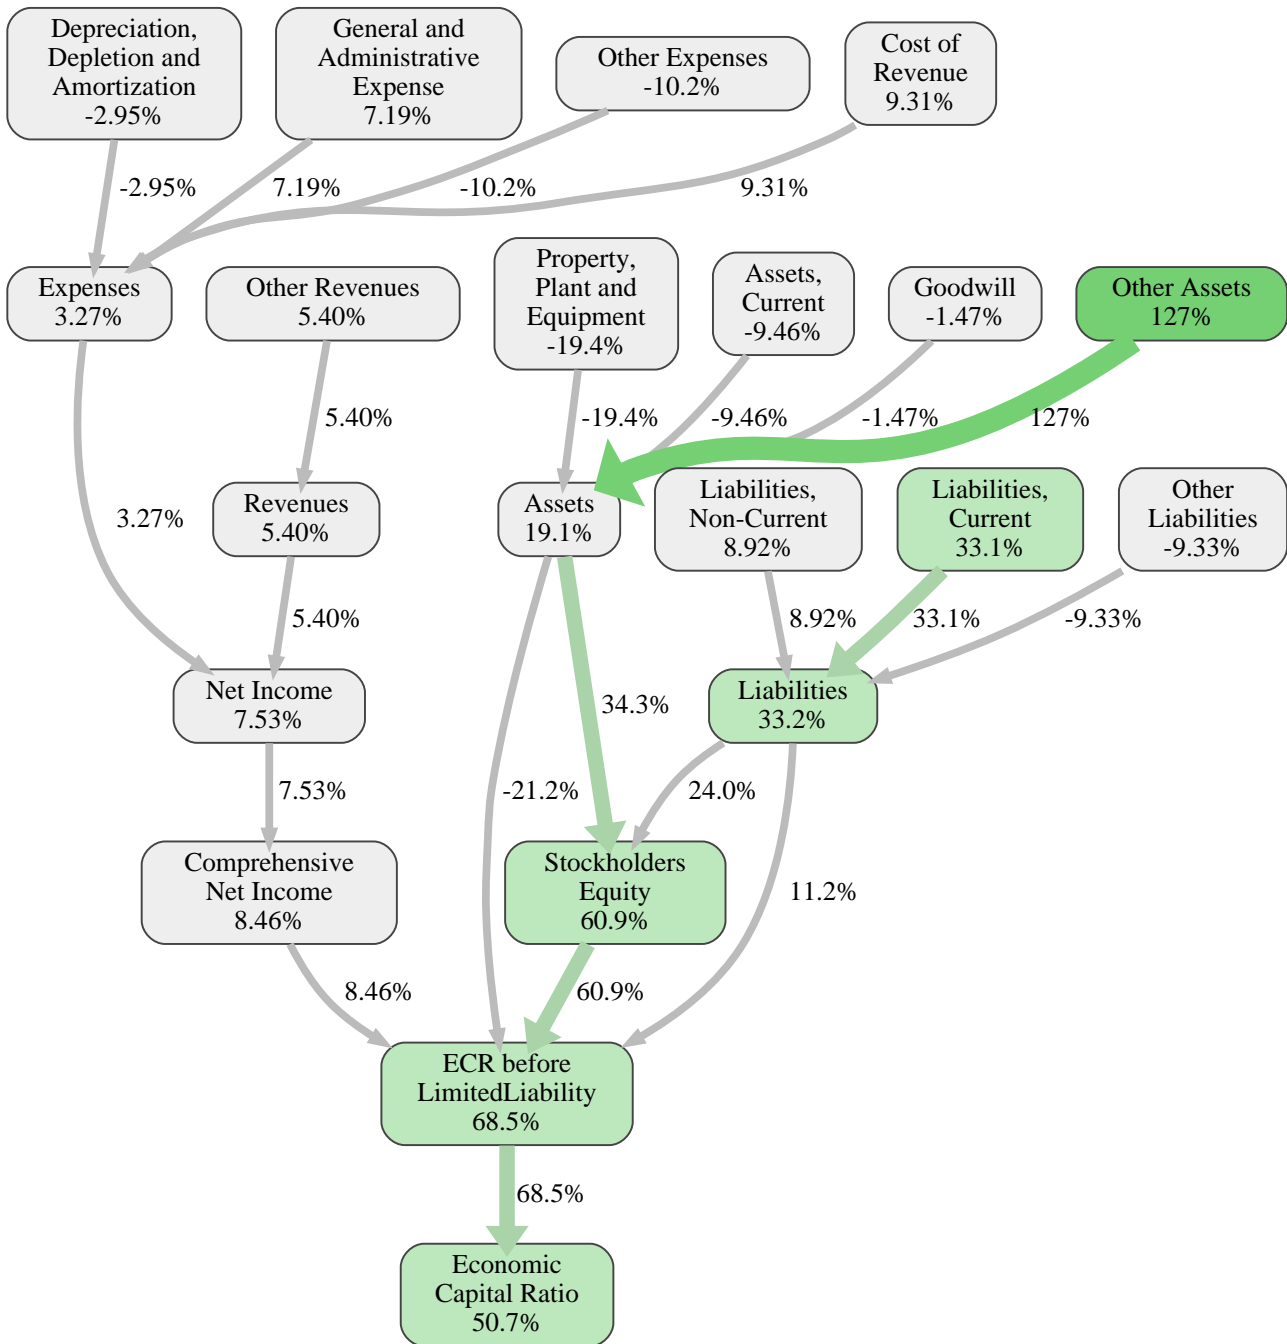 Depreciation,
Depletion and
Amortization
-2.95%
General and
Administrative
Expense
7.19%
Other Expenses
-10.2%
Cost of
Revenue
9.31%
-2.95%
7.19%
-10.2%
9.31%
Expenses
3.27%
Other Revenues
5.40%
Property,
Plant and
Equipment
-19.4%
Assets,
Current
-9.46%
Goodwill
-1.47%
Other Assets
127%
5.40%
-19.4%
-9.46%
-1.47%
127%
Revenues
5.40%
Assets
19.1%
Liabilities,
Non-Current
8.92%
Liabilities,
Current
33.1%
Other
Liabilities
-9.33%
3.27%
5.40%
8.92%
33.1%
-9.33%
Net Income
7.53%
34.3%
Liabilities
33.2%
7.53%
-21.2%
24.0%
Comprehensive
Net Income
8.46%
Stockholders
Equity
60.9%
11.2%
8.46%
60.9%
ECR before
LimitedLiability
68.5%
68.5%
Economic
Capital Ratio
50.7%